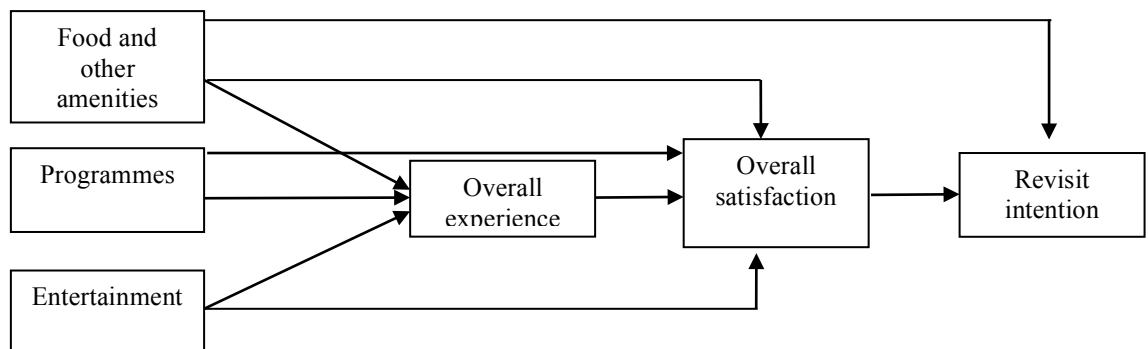 Food and
other
amenities
Programmes
Entertainment
Overall
experience
Overall
satisfaction
Revisit
intention